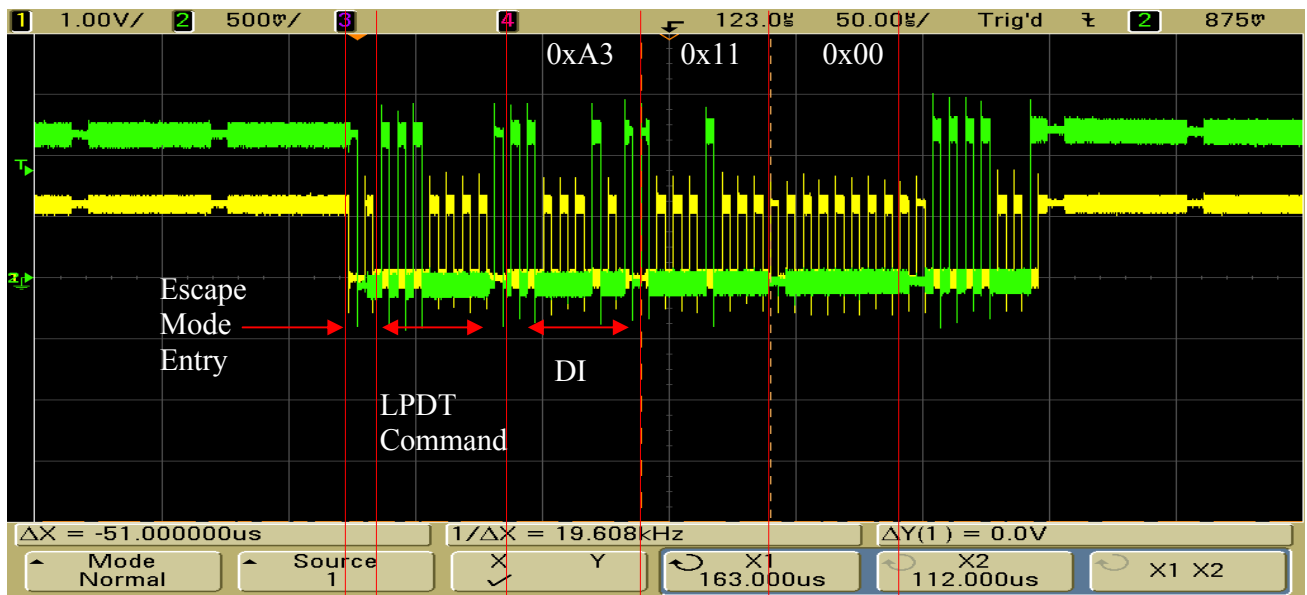 1 1.00V/ 2 500mV/ 3 4 123.0us 50.00us/ Trig'd 2 875mV
0xA3 0x11 0x00
T
Escape
Mode
Entry
DI
LPDT
Command
ΔX = -51.000000us 1/ΔX = 19.608kHz ΔY(1) = 0.0V
Mode Source X Y X1 X2 X1 X2
Normal 1 ✓ 163.000us 112.000us